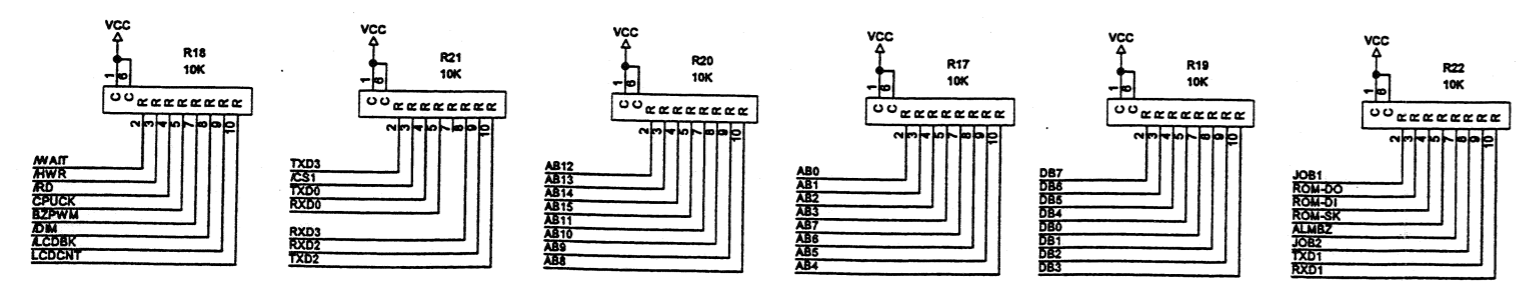 VCC
R18
10K
1 6
C C R R R R R R R R
2 3 4 5 7 8 9 10
/WAIT
/HWR
/RD
CPUCK
BZPWM
/DIM
/LCDBK
LCDCNT
VCC
R21
10K
1 6
C C R R R R R R R R
2 3 4 5 7 8 9 10
TXD3
/CS1
TXD0
RXD0
RXD3
RXD2
TXD2
VCC
R20
10K
1 6
C C R R R R R R R R
2 3 4 5 7 8 9 10
AB12
AB13
AB14
AB15
AB11
AB10
AB9
AB8
VCC
R17
10K
1 6
C C R R R R R R R R
2 3 4 5 7 8 9 10
AB0
AB1
AB2
AB3
AB7
AB6
AB5
AB4
VCC
R19
10K
1 6
C C R R R R R R R R
2 3 4 5 7 8 9 10
DB7
DB6
DB5
DB4
DB0
DB1
DB2
DB3
VCC
R22
10K
1 6
C C R R R R R R R R
2 3 4 5 7 8 9 10
JOB1
ROM-DO
ROM-DI
ROM-SK
ALMBZ
JOB2
TXD1
RXD1